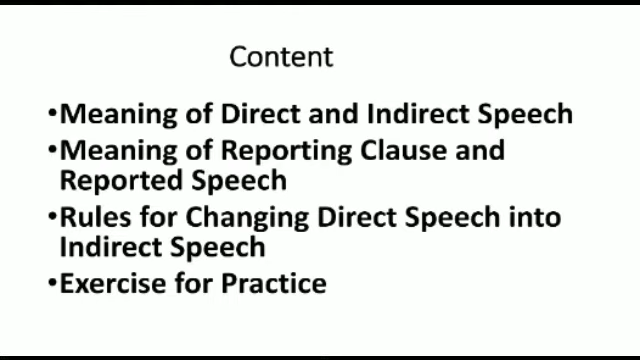 Content
•Meaning of Direct and Indirect Speech
•Meaning of Reporting Clause and
Reported Speech
•Rules for Changing Direct Speech into
Indirect Speech
•Exercise for Practice